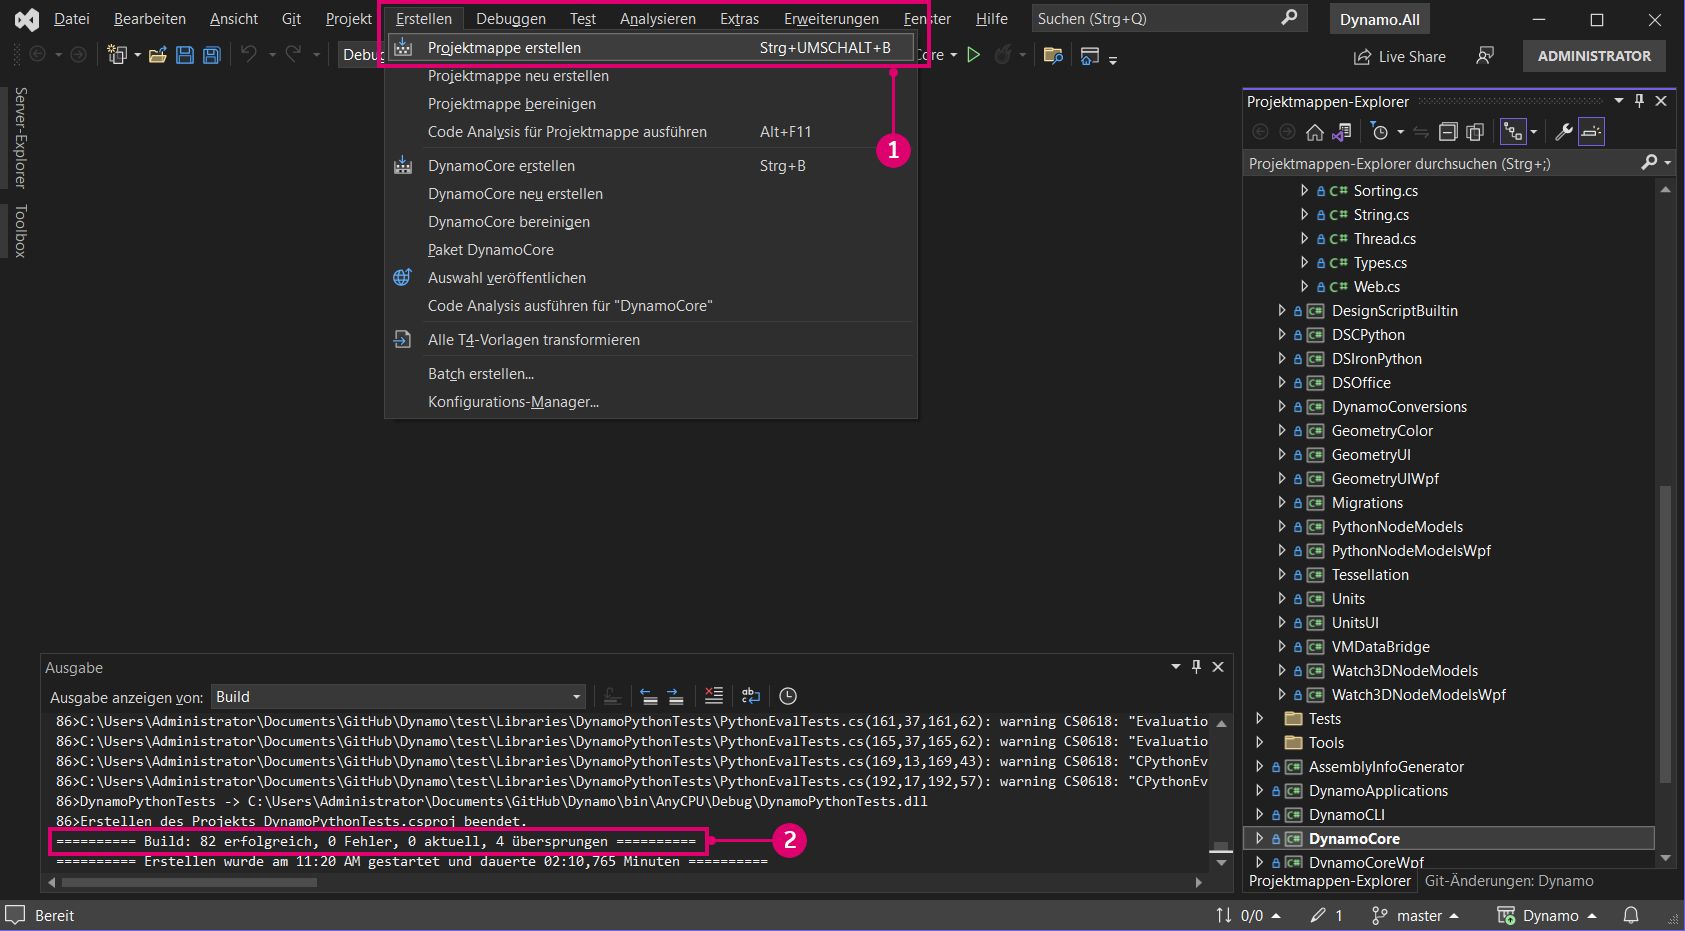 Datei Bearbeiten Ansicht Git Projekt Erstellen Debuggen Test Analysieren Extras Erweiterungen Fenster Hilfe Suchen (Strg+Q) Dynamo.All
Live Share ADMINISTRATOR
Server-Explorer
Toolbox
Projektmappe erstellen Strg+UMSCHALT+B
Projektmappe neu erstellen
Projektmappe bereinigen
Code Analysis für Projektmappe ausführen Alt+F11
DynamoCore erstellen Strg+B
DynamoCore neu erstellen
DynamoCore bereinigen
Paket DynamoCore
Auswahl veröffentlichen
Code Analysis ausführen für "DynamoCore"
Alle T4-Vorlagen transformieren
Batch erstellen...
Konfigurations-Manager...
1
Projektmappen-Explorer
Projektmappen-Explorer durchsuchen (Strg+;)
C# Sorting.cs
C# String.cs
C# Thread.cs
C# Types.cs
C# Web.cs
C# DesignScriptBuiltin
C# DSCPython
C# DSIronPython
C# DSOffice
C# DynamoConversions
C# GeometryColor
C# GeometryUI
C# GeometryUIWpf
C# Migrations
C# PythonNodeModels
C# PythonNodeModelsWpf
C# Tessellation
C# Units
C# UnitsUI
C# VMDataBridge
C# Watch3DNodeModels
C# Watch3DNodeModelsWpf
Tests
Tools
C# AssemblyInfoGenerator
C# DynamoApplications
C# DynamoCLI
C# DynamoCore
C# DynamoCoreWpf
Projektmappen-Explorer Git-Änderungen: Dynamo
Ausgabe
Ausgabe anzeigen von: Build
86>C:\Users\Administrator\Documents\GitHub\Dynamo\test\Libraries\DynamoPythonTests\PythonEvalTests.cs(161,37,161,62): warning CS0618: "Evaluatio
86>C:\Users\Administrator\Documents\GitHub\Dynamo\test\Libraries\DynamoPythonTests\PythonEvalTests.cs(165,37,165,62): warning CS0618: "Evaluatio
86>C:\Users\Administrator\Documents\GitHub\Dynamo\test\Libraries\DynamoPythonTests\PythonEvalTests.cs(169,13,169,43): warning CS0618: "CPythonEv
86>C:\Users\Administrator\Documents\GitHub\Dynamo\test\Libraries\DynamoPythonTests\PythonEvalTests.cs(192,17,192,57): warning CS0618: "CPythonEv
86>DynamoPythonTests -> C:\Users\Administrator\Documents\GitHub\Dynamo\bin\AnyCPU\Debug\DynamoPythonTests.dll
86>Erstellen des Projekts DynamoPythonTests.csproj beendet.
========== Build: 82 erfolgreich, 0 Fehler, 0 aktuell, 4 übersprungen ==========
2
========== Erstellen wurde am 11:20 AM gestartet und dauerte 02:10,765 Minuten ==========
Bereit 0/0 1 master Dynamo